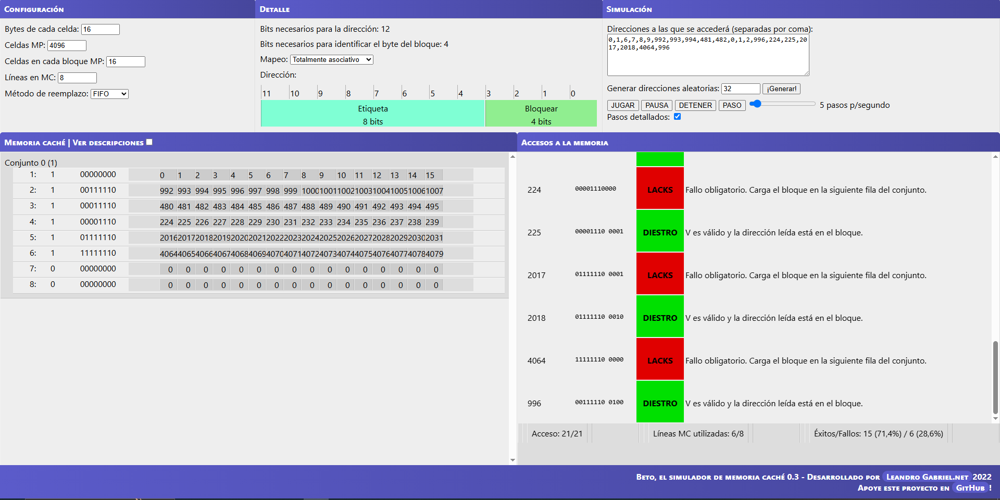 Configuración
Bytes de cada celda: 16
Celdas MP: 4096
Celdas en cada bloque MP: 16
Líneas en MC: 8
Método de reemplazo: FIFO
Detalle
Bits necesarios para la dirección: 12
Bits necesarios para identificar el byte del bloque: 4
Mapeo: Totalmente asociativo
Dirección:
11 10 9 8 7 6 5 4 3 2 1 0
Etiqueta
8 bits
Bloquear
4 bits
Simulación
Direcciones a las que se accederá (separadas por coma):
0,1,6,7,8,9,992,993,994,481,482,0,1,2,996,224,225,20
17,2018,4064,996
Generar direcciones aleatorias: 32 ¡Generar!
JUGAR PAUSA DETENER PASO 5 pasos p/segundo
Pasos detallados:
Memoria caché | Ver descripciones
Conjunto 0 (1)
1: 1 00000000 0 1 2 3 4 5 6 7 8 9 10 11 12 13 14 15
2: 1 00111110 992 993 994 995 996 997 998 999 1000 1001 1002 1003 1004 1005 1006 1007
3: 1 00011110 480 481 482 483 484 485 486 487 488 489 490 491 492 493 494 495
4: 1 00001110 224 225 226 227 228 229 230 231 232 233 234 235 236 237 238 239
5: 1 01111110 2016 2017 2018 2019 2020 2021 2022 2023 2024 2025 2026 2027 2028 2029 2030 2031
6: 1 11111110 4064 4065 4066 4067 4068 4069 4070 4071 4072 4073 4074 4075 4076 4077 4078 4079
7: 0 00000000 0 0 0 0 0 0 0 0 0 0 0 0 0 0 0 0
8: 0 00000000 0 0 0 0 0 0 0 0 0 0 0 0 0 0 0 0
Accesos a la memoria
224 00001110000 LACKS Fallo obligatorio. Carga el bloque en la siguiente fila del conjunto.
225 00001110 0001 DIESTRO V es válido y la dirección leída está en el bloque.
2017 01111110 0001 LACKS Fallo obligatorio. Carga el bloque en la siguiente fila del conjunto.
2018 01111110 0010 DIESTRO V es válido y la dirección leída está en el bloque.
4064 11111110 0000 LACKS Fallo obligatorio. Carga el bloque en la siguiente fila del conjunto.
996 00111110 0100 DIESTRO V es válido y la dirección leída está en el bloque.
Acceso: 21/21 Líneas MC utilizadas: 6/8 Éxitos/Fallos: 15 (71,4%) / 6 (28,6%)
Beto, el simulador de memoria caché 0.3 - Desarrollado por Leandro Gabriel.net 2022
Apoye este proyecto en GitHub !